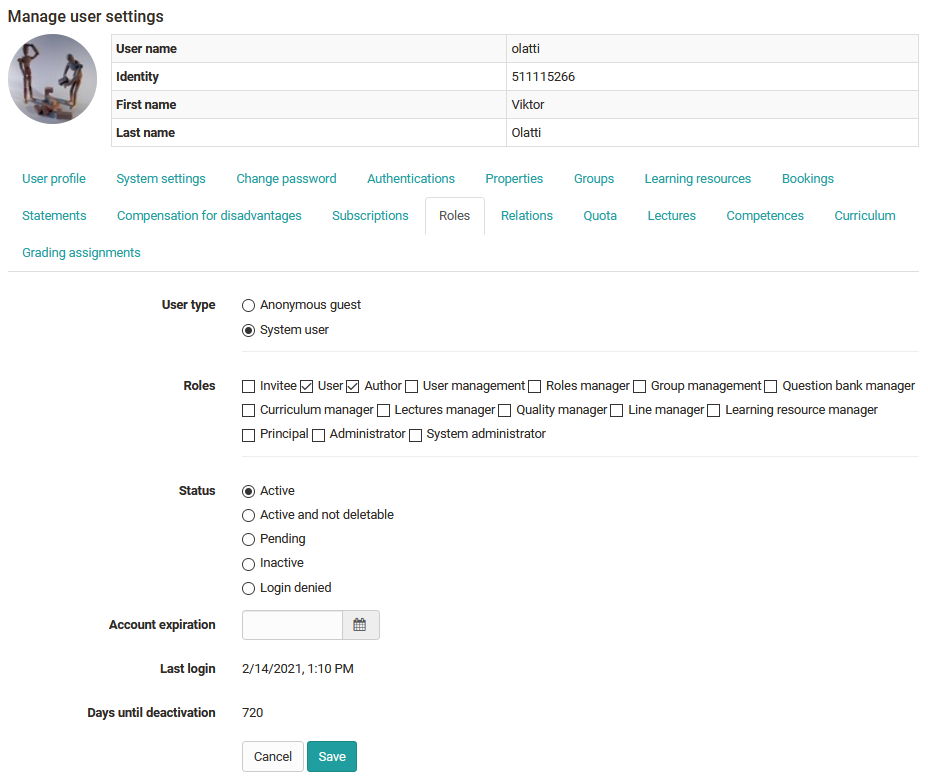 Manage user settings
User name olatti
Identity 511115266
First name Viktor
Last name Olatti
User profile System settings Change password Authentications Properties Groups Learning resources Bookings
Statements Compensation for disadvantages Subscriptions Roles Relations Quota Lectures Competences Curriculum
Grading assignments
User type Anonymous guest
System user
Roles Invitee User Author User management Roles manager Group management Question bank manager
Curriculum manager Lectures manager Quality manager Line manager Learning resource manager
Principal Administrator System administrator
Status Active
Active and not deletable
Pending
Inactive
Login denied
Account expiration
Last login 2/14/2021, 1:10 PM
Days until deactivation 720
Cancel Save